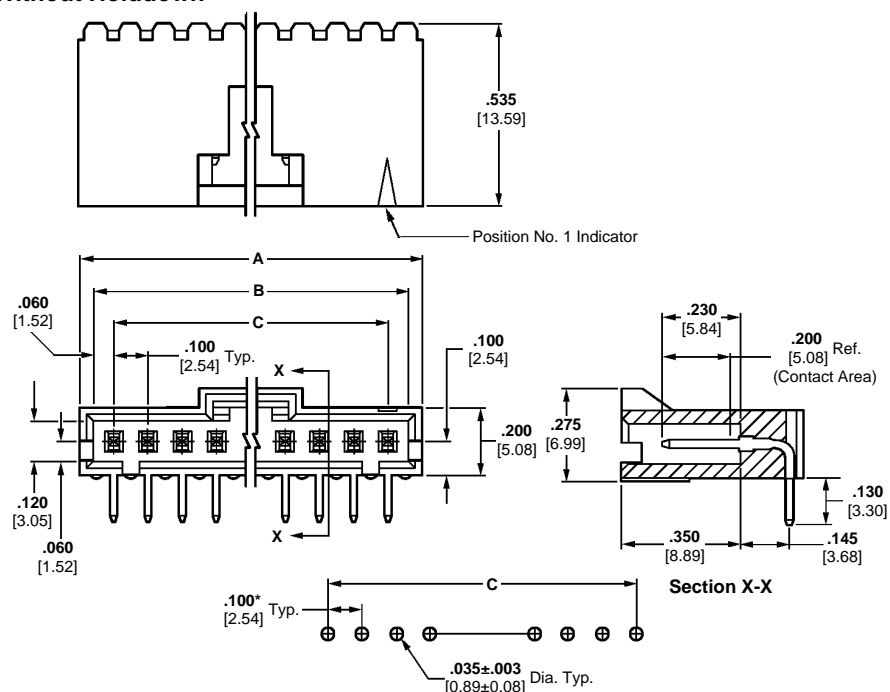 .535
[13.59]
Position No. 1 Indicator
A
B
C
.060
[1.52]
.100 Typ.
[2.54]
X
.100
[2.54]
.200
[5.08]
.120
[3.05]
.060
[1.52]
X
.230
[5.84]
.200 Ref.
[5.08]
(Contact Area)
.275
[6.99]
.130
[3.30]
.350
[8.89]
.145
[3.68]
Section X-X
C
.100* Typ.
[2.54]
.035±.003 Dia. Typ.
[0.89±0.08]